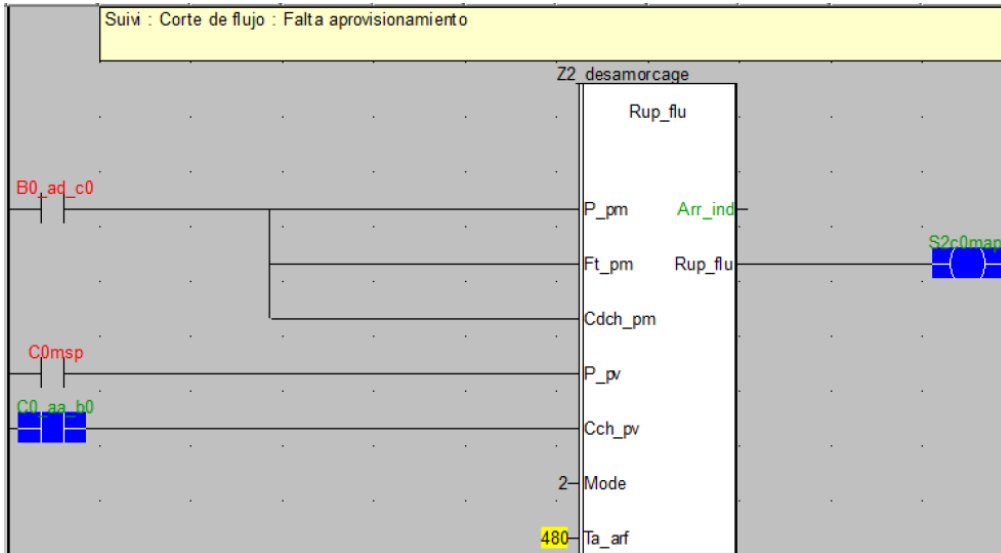 Suivi : Corte de flujo : Falta aprovisionamiento
Z2_desamorcage
Rup_flu
B0_ad_c0
P_pm Arr_ind
S2c0map
Ft_pm Rup_flu
Cdch_pm
C0msp
P_pv
C0_aa_b0
Cch_pv
2 Mode
480 Ta_arf